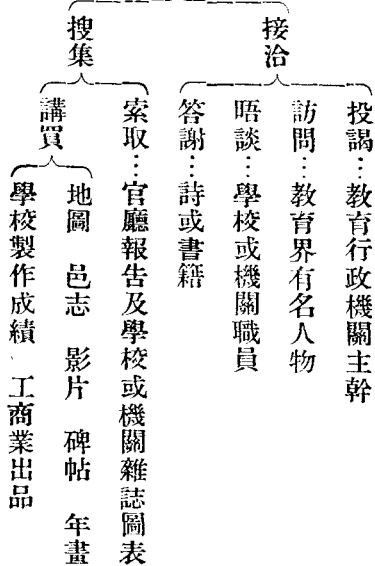 接洽
投謁…教育行政機關主幹
訪問…教育界有名人物
晤談…學校或機關職員
答謝…詩或書籍
搜集
索取…官廳報告及學校或機關雜誌圖表
講買
地圖 邑志 影片 碑帖 年畫
學校製作成績 工商業出品